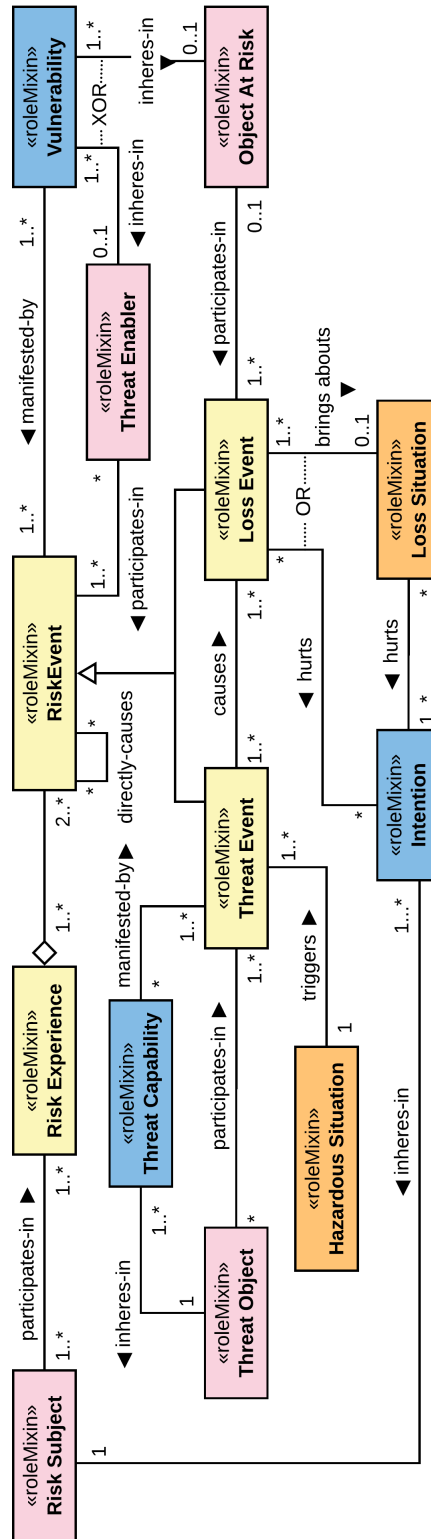 «roleMixin»
Risk Subject
participates-in ▶
1..*
1..*
«roleMixin»
Risk Experience
1..*
2..*
«roleMixin»
RiskEvent
1..*
◀ manifested-by
1..*
«roleMixin»
Vulnerability
1
*
*
directly-causes
1..*
1..*
.... XOR.......
1..*
◀ inheres-in
1..*
manifested-by ▶
◀ participates-in
*
«roleMixin»
Threat Enabler
0..1
◀ inheres-in
inheres-in
▼
«roleMixin»
Threat Capability
*
1..*
1
1..*
0..1
«roleMixin»
Threat Object
*
participates-in ▶
1..*
«roleMixin»
Threat Event
1..*
causes ▶
1..*
«roleMixin»
Loss Event
1..*
◀ participates-in
0..1
«roleMixin»
Object At Risk
triggers ▶
1..*
1
«roleMixin»
Hazardous Situation
◀ hurts
*
....... OR .......
1..*
brings abouts
▼
*
0..1
◀ inheres-in
1...*
«roleMixin»
Intention
◀ hurts
*
«roleMixin»
Loss Situation